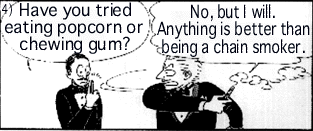 4) Have you tried
eating popcorn or
chewing gum?
No, but I will.
Anything is better than
being a chain smoker.